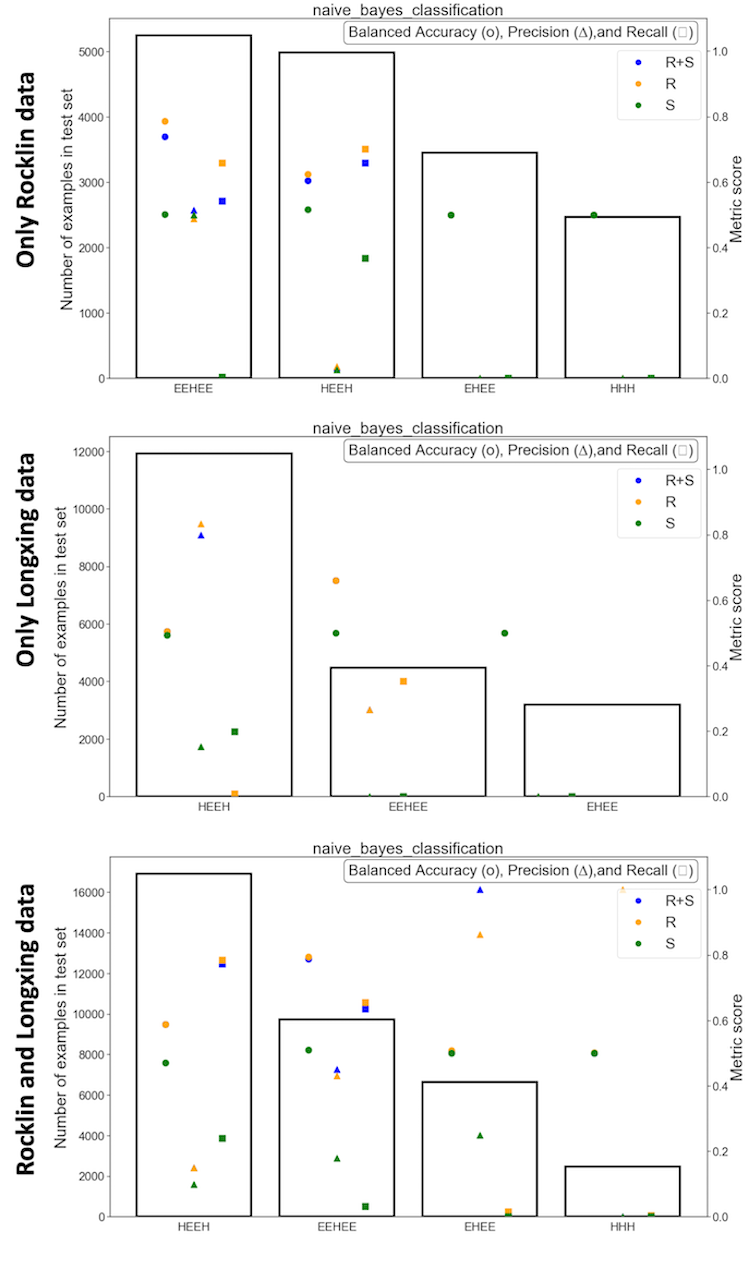 Only Rocklin data
naive_bayes_classification
Balanced Accuracy (o), Precision (Δ),and Recall (□)
R+S
R
S
Number of examples in test set
5000
4000
3000
2000
1000
0
Metric score
1.0
0.8
0.6
0.4
0.2
0.0
EEHEE
HEEH
EHEE
HHH
Only Longxing data
naive_bayes_classification
Balanced Accuracy (o), Precision (Δ),and Recall (□)
R+S
R
S
Number of examples in test set
12000
10000
8000
6000
4000
2000
0
Metric score
1.0
0.8
0.6
0.4
0.2
0.0
HEEH
EEHEE
EHEE
Rocklin and Longxing data
naive_bayes_classification
Balanced Accuracy (o), Precision (Δ),and Recall (□)
R+S
R
S
Number of examples in test set
16000
14000
12000
10000
8000
6000
4000
2000
0
Metric score
1.0
0.8
0.6
0.4
0.2
0.0
HEEH
EEHEE
EHEE
HHH